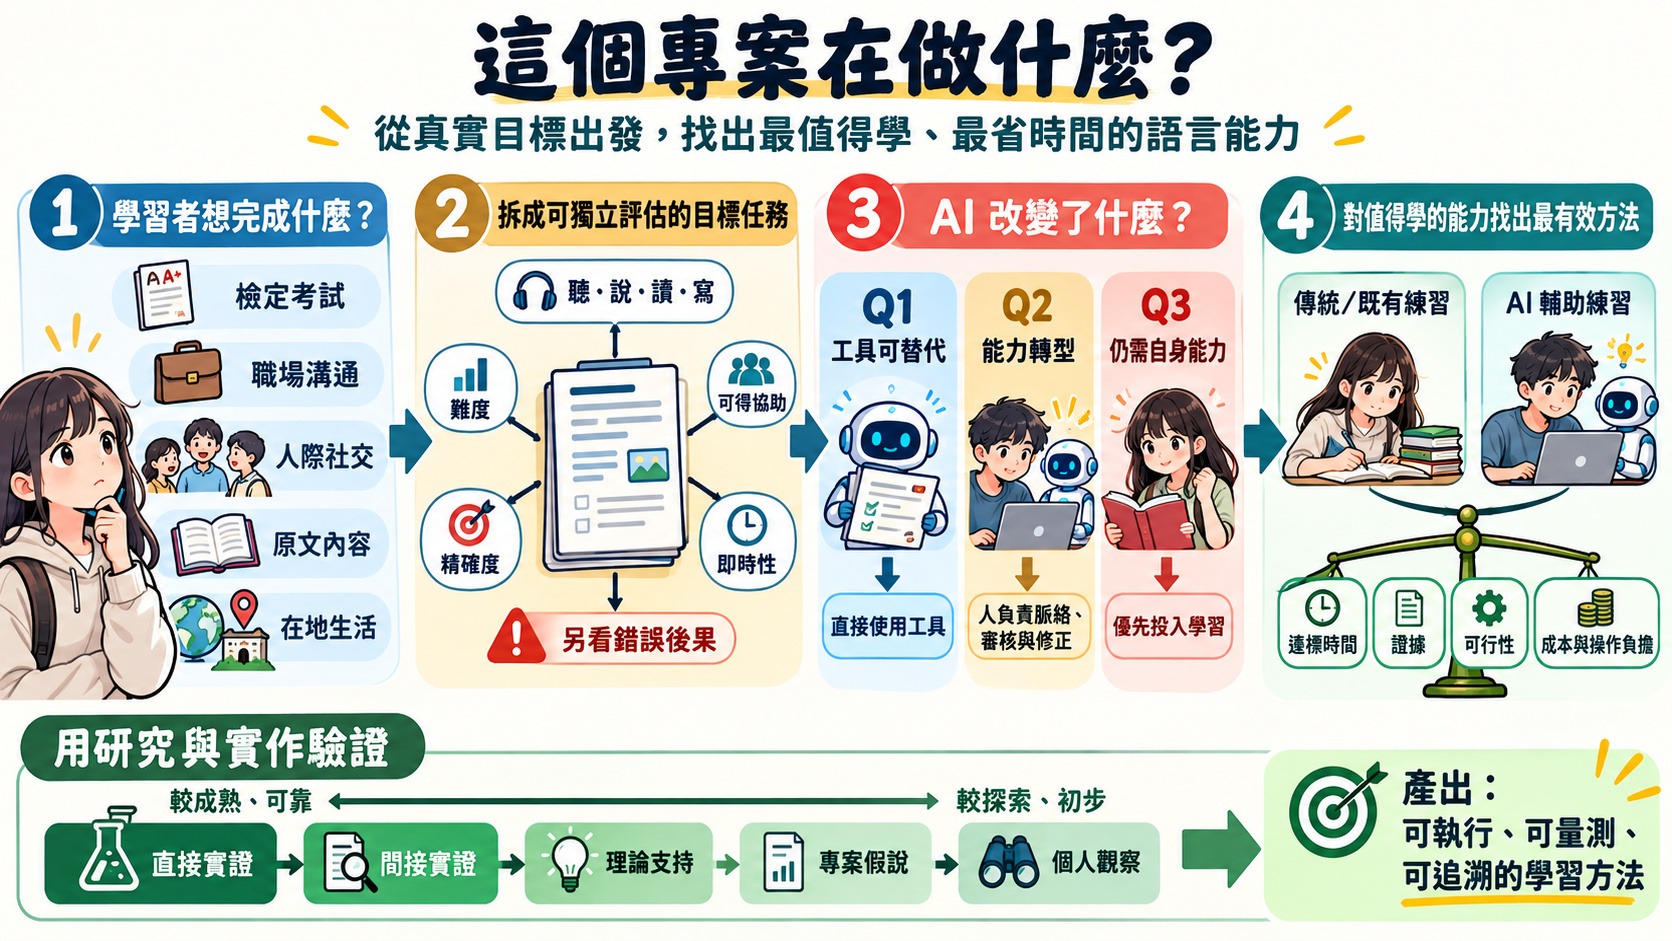 這個專案在做什麼？
從真實目標出發，找出最值得學、最省時間的語言能力
1 學習者想完成什麼？
AA+
檢定考試
職場溝通
人際社交
原文內容
在地生活
2 拆成可獨立評估的目標任務
聽・說・讀・寫
難度
可得協助
精確度
即時性
另看錯誤後果
3 AI 改變了什麼？
Q1
工具可替代
直接使用工具
Q2
能力轉型
人負責脈絡、
審核與修正
Q3
仍需自身能力
優先投入學習
4 對值得學的能力找出最有效方法
傳統/既有練習
AI 輔助練習
達標時間
證據
可行性
成本與操作負擔
用研究與實作驗證
較成熟、可靠
較探索、初步
直接實證
間接實證
理論支持
專案假說
個人觀察
產出：
可執行、可量測、
可追溯的學習方法